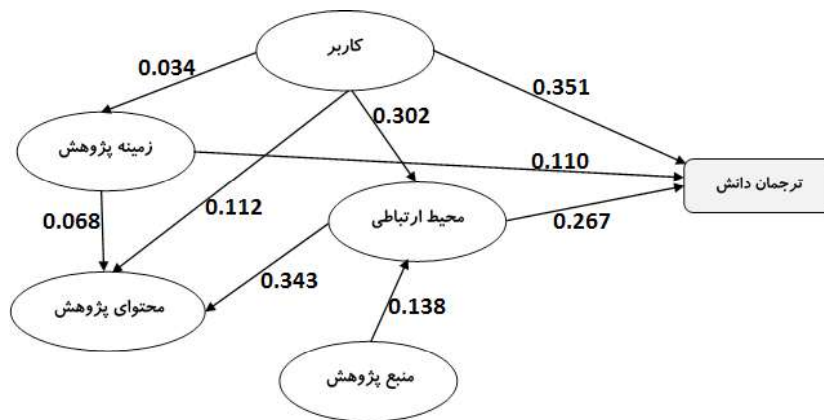 کاربر
0.034
0.351
0.302
زمینه پژوهش
0.110
ترجمان دانش
0.068
0.112
محیط ارتباطی
0.267
0.343
محتوای پژوهش
0.138
منبع پژوهش